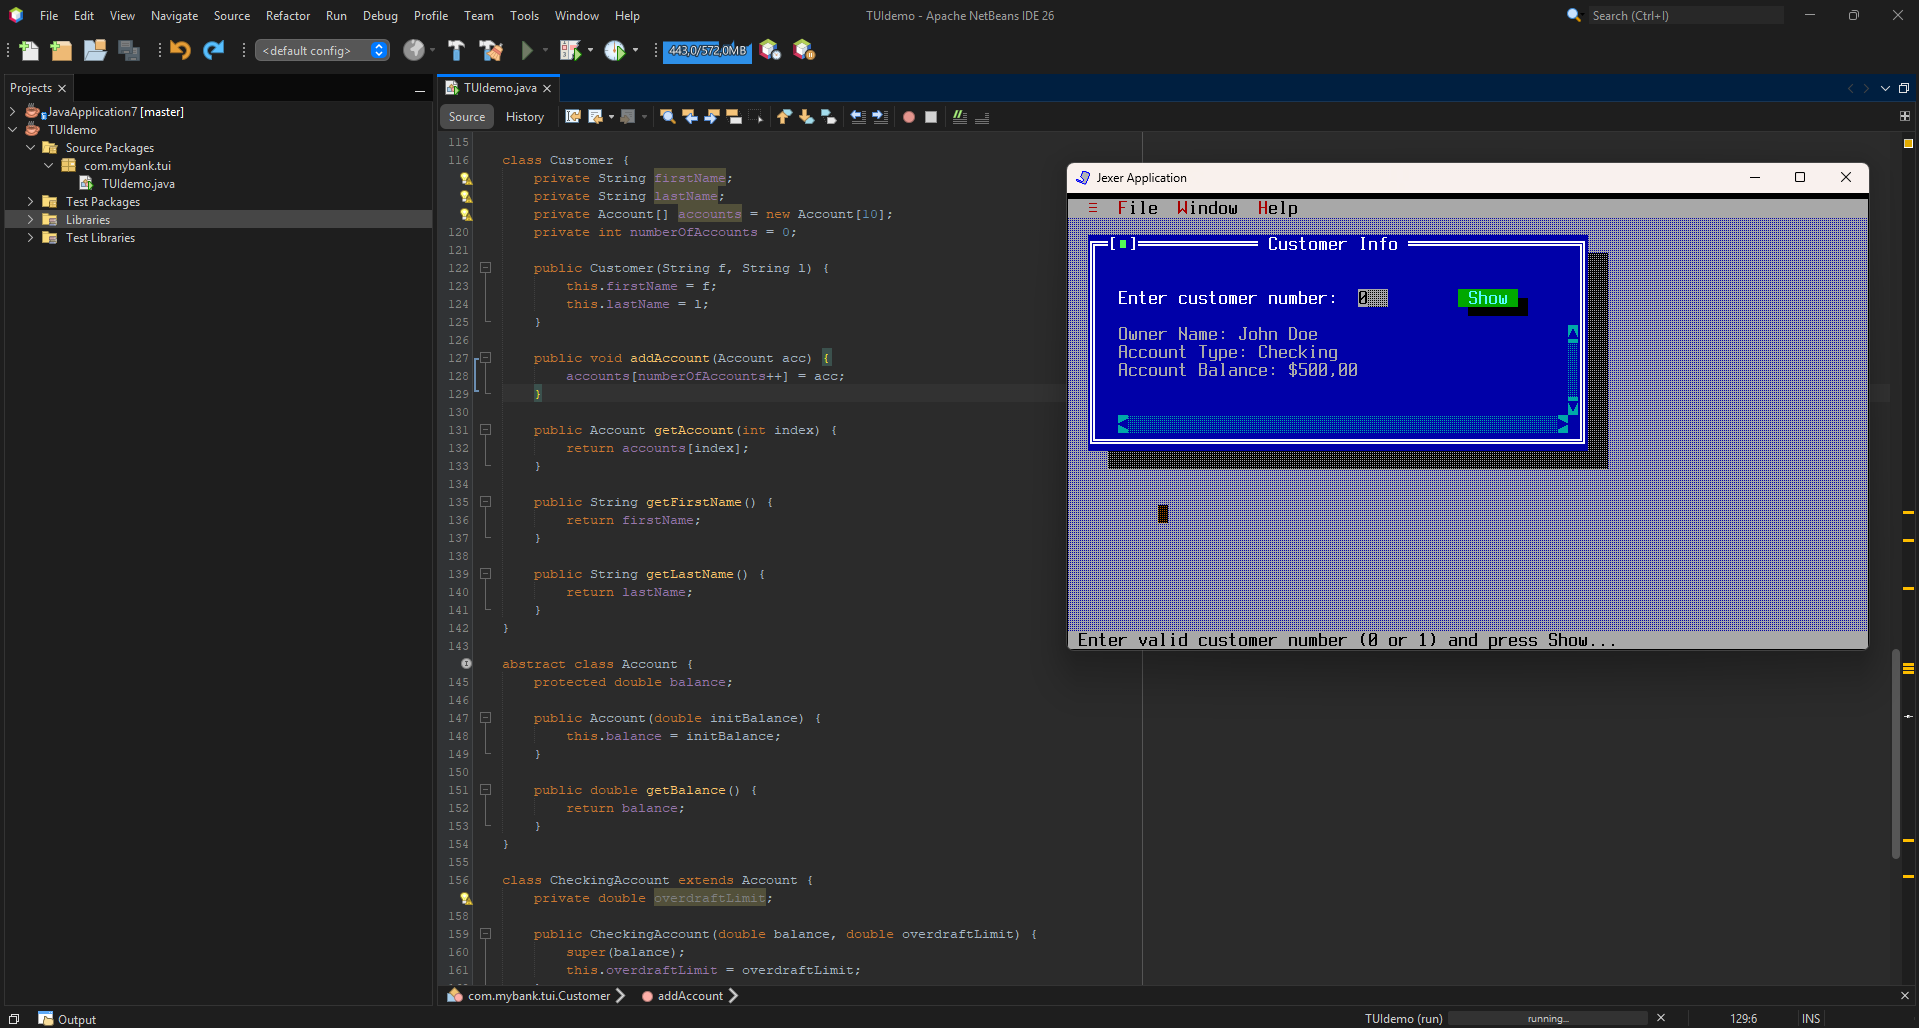 File Edit View Navigate Source Refactor Run Debug Profile Team Tools Window Help
TUIdemo - Apache NetBeans IDE 26
Search (Ctrl+I)
<default config>
443,0/572,0MB
Projects
JavaApplication7 [master]
TUIdemo
Source Packages
com.mybank.tui
TUIdemo.java
Test Packages
Libraries
Test Libraries
TUIdemo.java
Source History
115
116 class Customer {
private String firstName;
private String lastName;
private Account[] accounts = new Account[10];
120 private int numberOfAccounts = 0;
121
122 public Customer(String f, String l) {
123 this.firstName = f;
124 this.lastName = l;
125 }
126
127 public void addAccount(Account acc) {
128 accounts[numberOfAccounts++] = acc;
129 }
130
131 public Account getAccount(int index) {
132 return accounts[index];
133 }
134
135 public String getFirstName() {
136 return firstName;
137 }
138
139 public String getLastName() {
140 return lastName;
141 }
142 }
143
abstract class Account {
145 protected double balance;
146
147 public Account(double initBalance) {
148 this.balance = initBalance;
149 }
150
151 public double getBalance() {
152 return balance;
153 }
154 }
155
156 class CheckingAccount extends Account {
private double overdraftLimit;
158
159 public CheckingAccount(double balance, double overdraftLimit) {
160 super(balance);
161 this.overdraftLimit = overdraftLimit;
Jexer Application
File Window Help
Customer Info
Enter customer number: 0 Show
Owner Name: John Doe
Account Type: Checking
Account Balance: $500,00
Enter valid customer number (0 or 1) and press Show...
com.mybank.tui.Customer addAccount
Output
TUIdemo (run) running... 129:6 INS